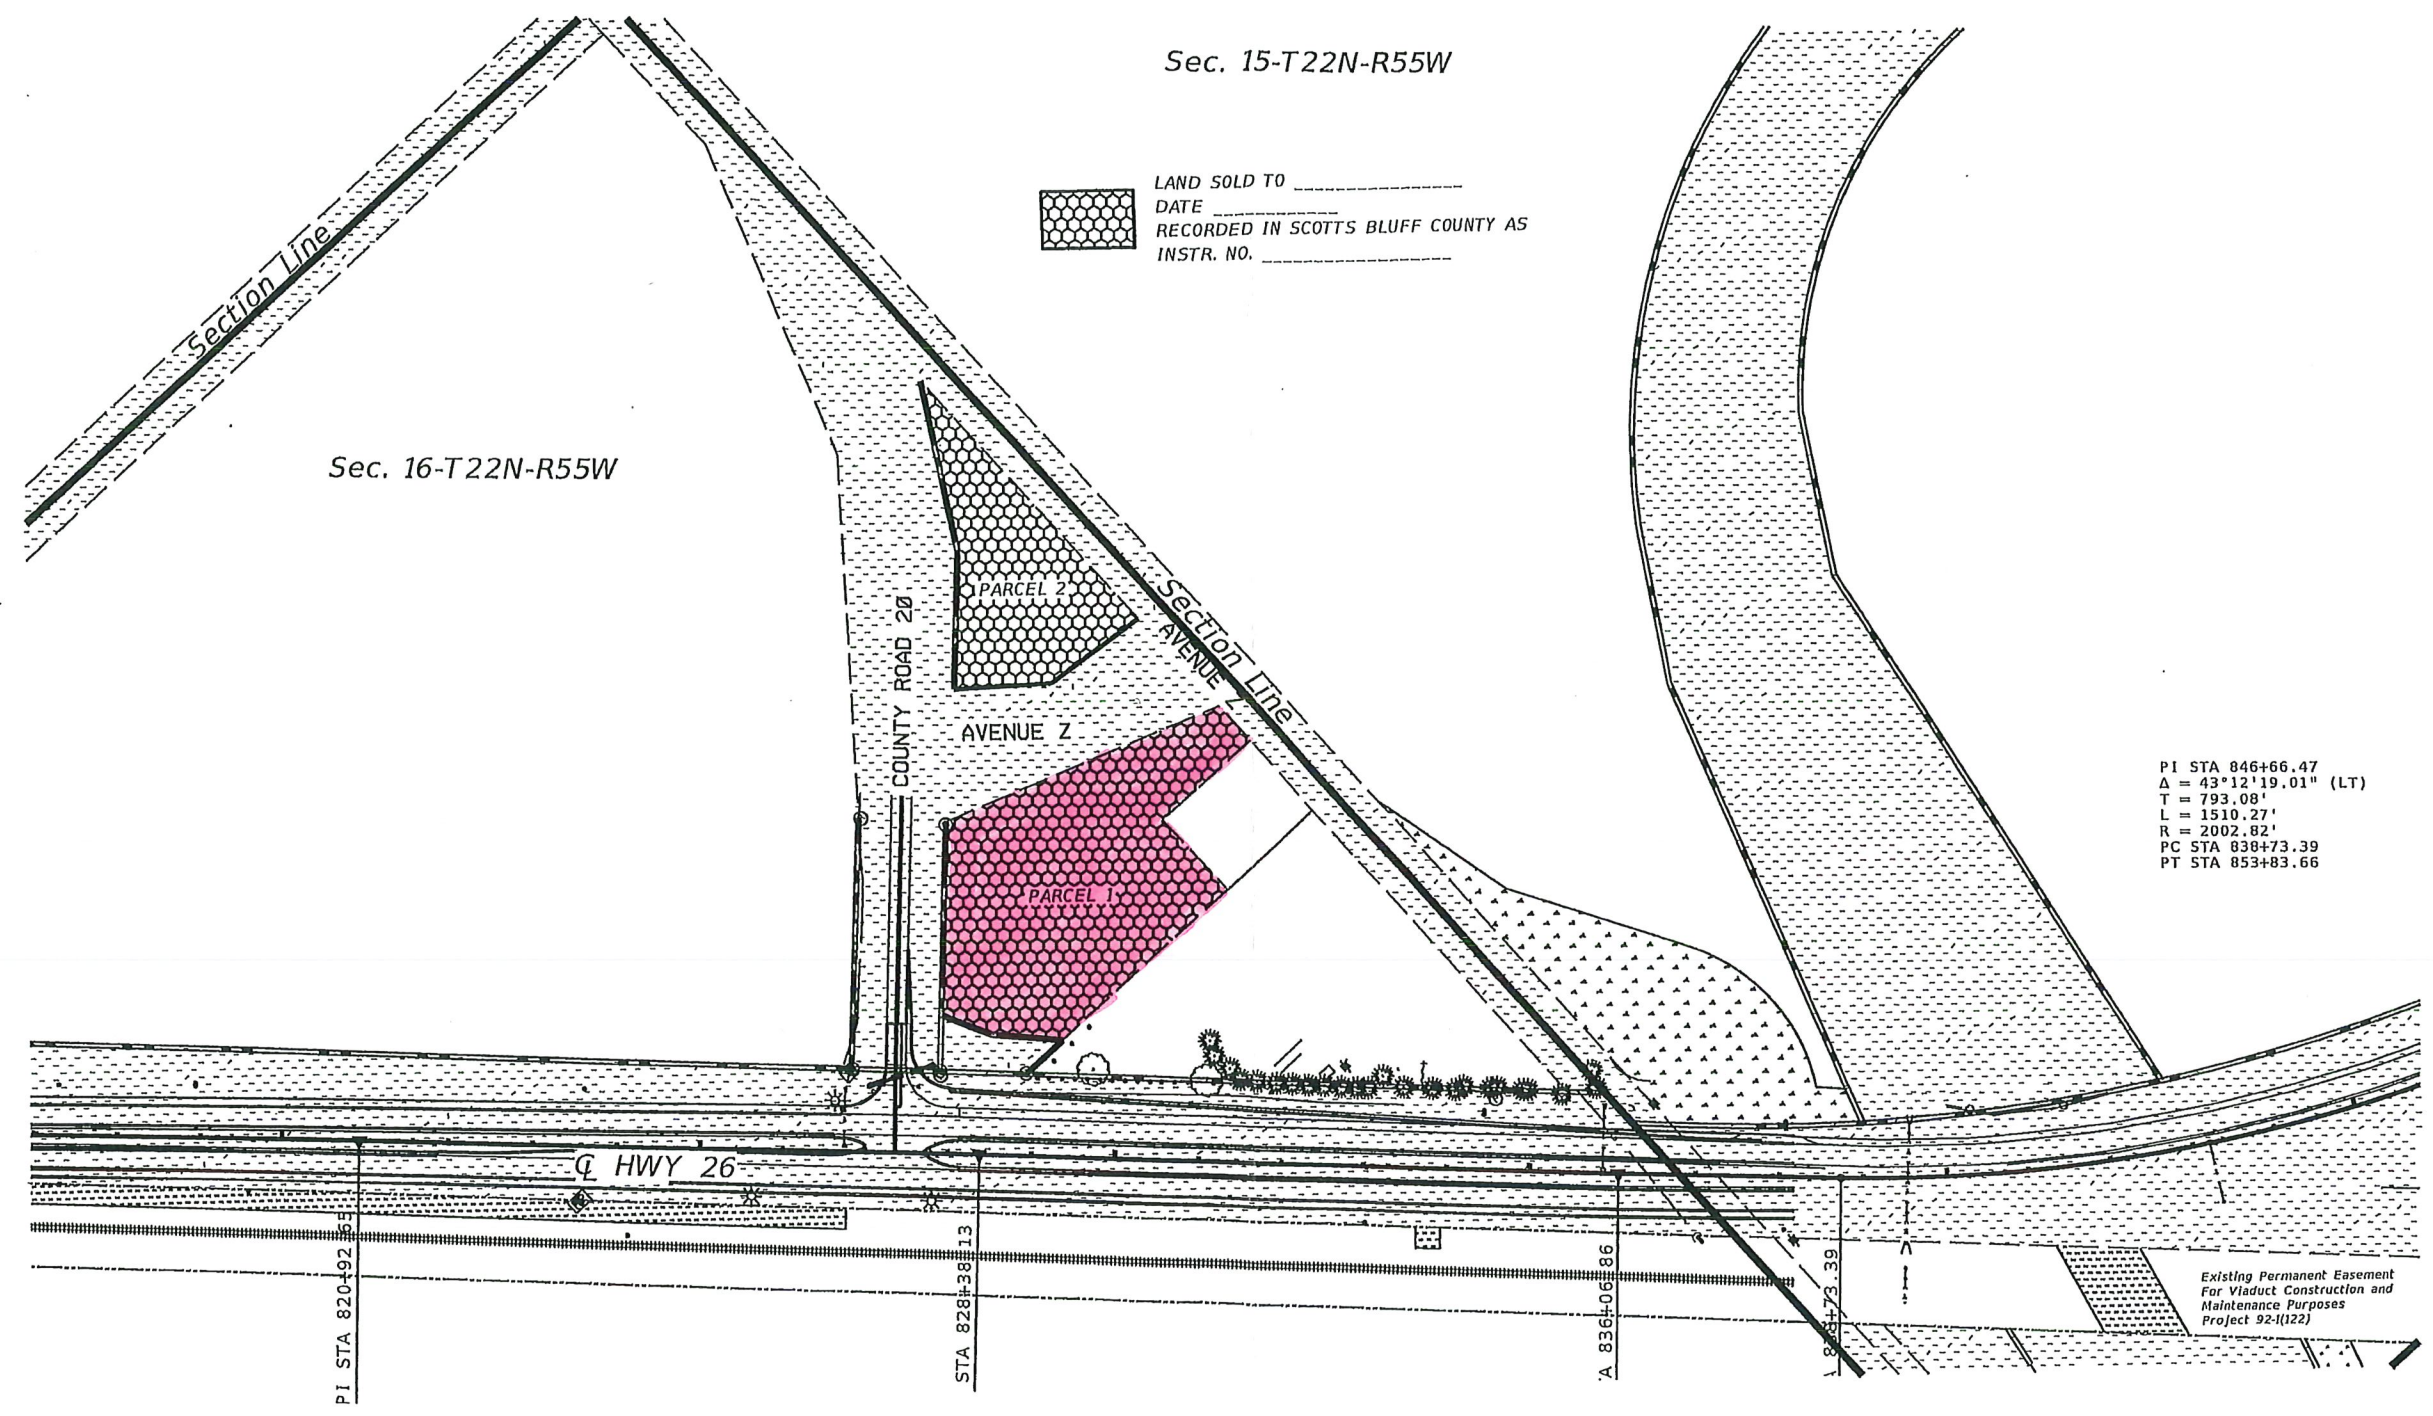 Sec. 15-T22N-R55W
LAND SOLD TO
DATE
RECORDED IN SCOTTS BLUFF COUNTY AS
INSTR. NO.
Section Line
Sec. 16-T22N-R55W
PARCEL 2
COUNTY ROAD 20
Section Line
AVENUE Z
AVENUE Z
PARCEL 1
PI STA 846+66.47
Δ = 43°12'19.01" (LT)
T = 793.08'
L = 1510.27'
R = 2002.82'
PC STA 838+73.39
PT STA 853+83.66
℄ HWY 26
PI STA 820+92.65
STA 828+38.13
A 836+06.86
838+73.39
Existing Permanent Easement
For Viaduct Construction and
Maintenance Purposes
Project 92-1(122)